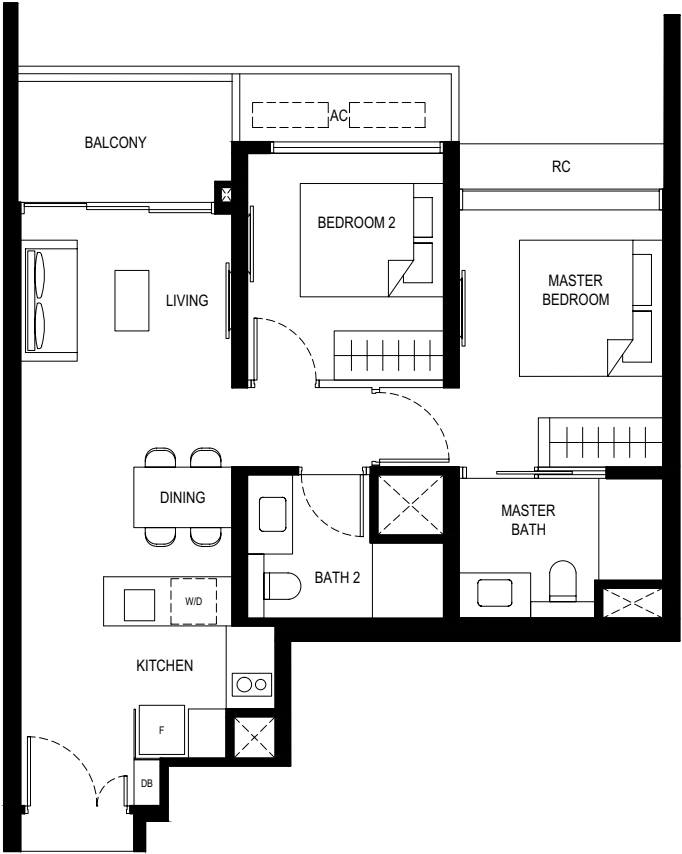 AC
BALCONY
RC
BEDROOM 2
MASTER
BEDROOM
LIVING
DINING
MASTER
BATH
BATH 2
W/D
KITCHEN
F
DB